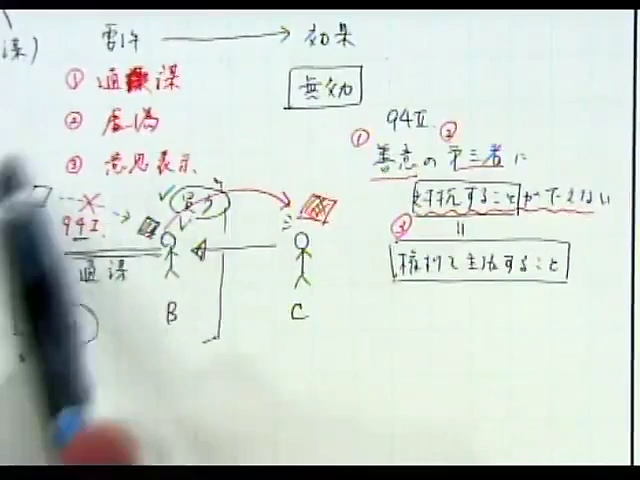 謀)
要件 → 効果
① 通謀
② 虚偽
③ 意思表示
無効
94Ⅱ
① 善意の ② 第三者に
対抗することができない
③ 〃
権利を主張すること
94Ⅰ
通謀
B
C